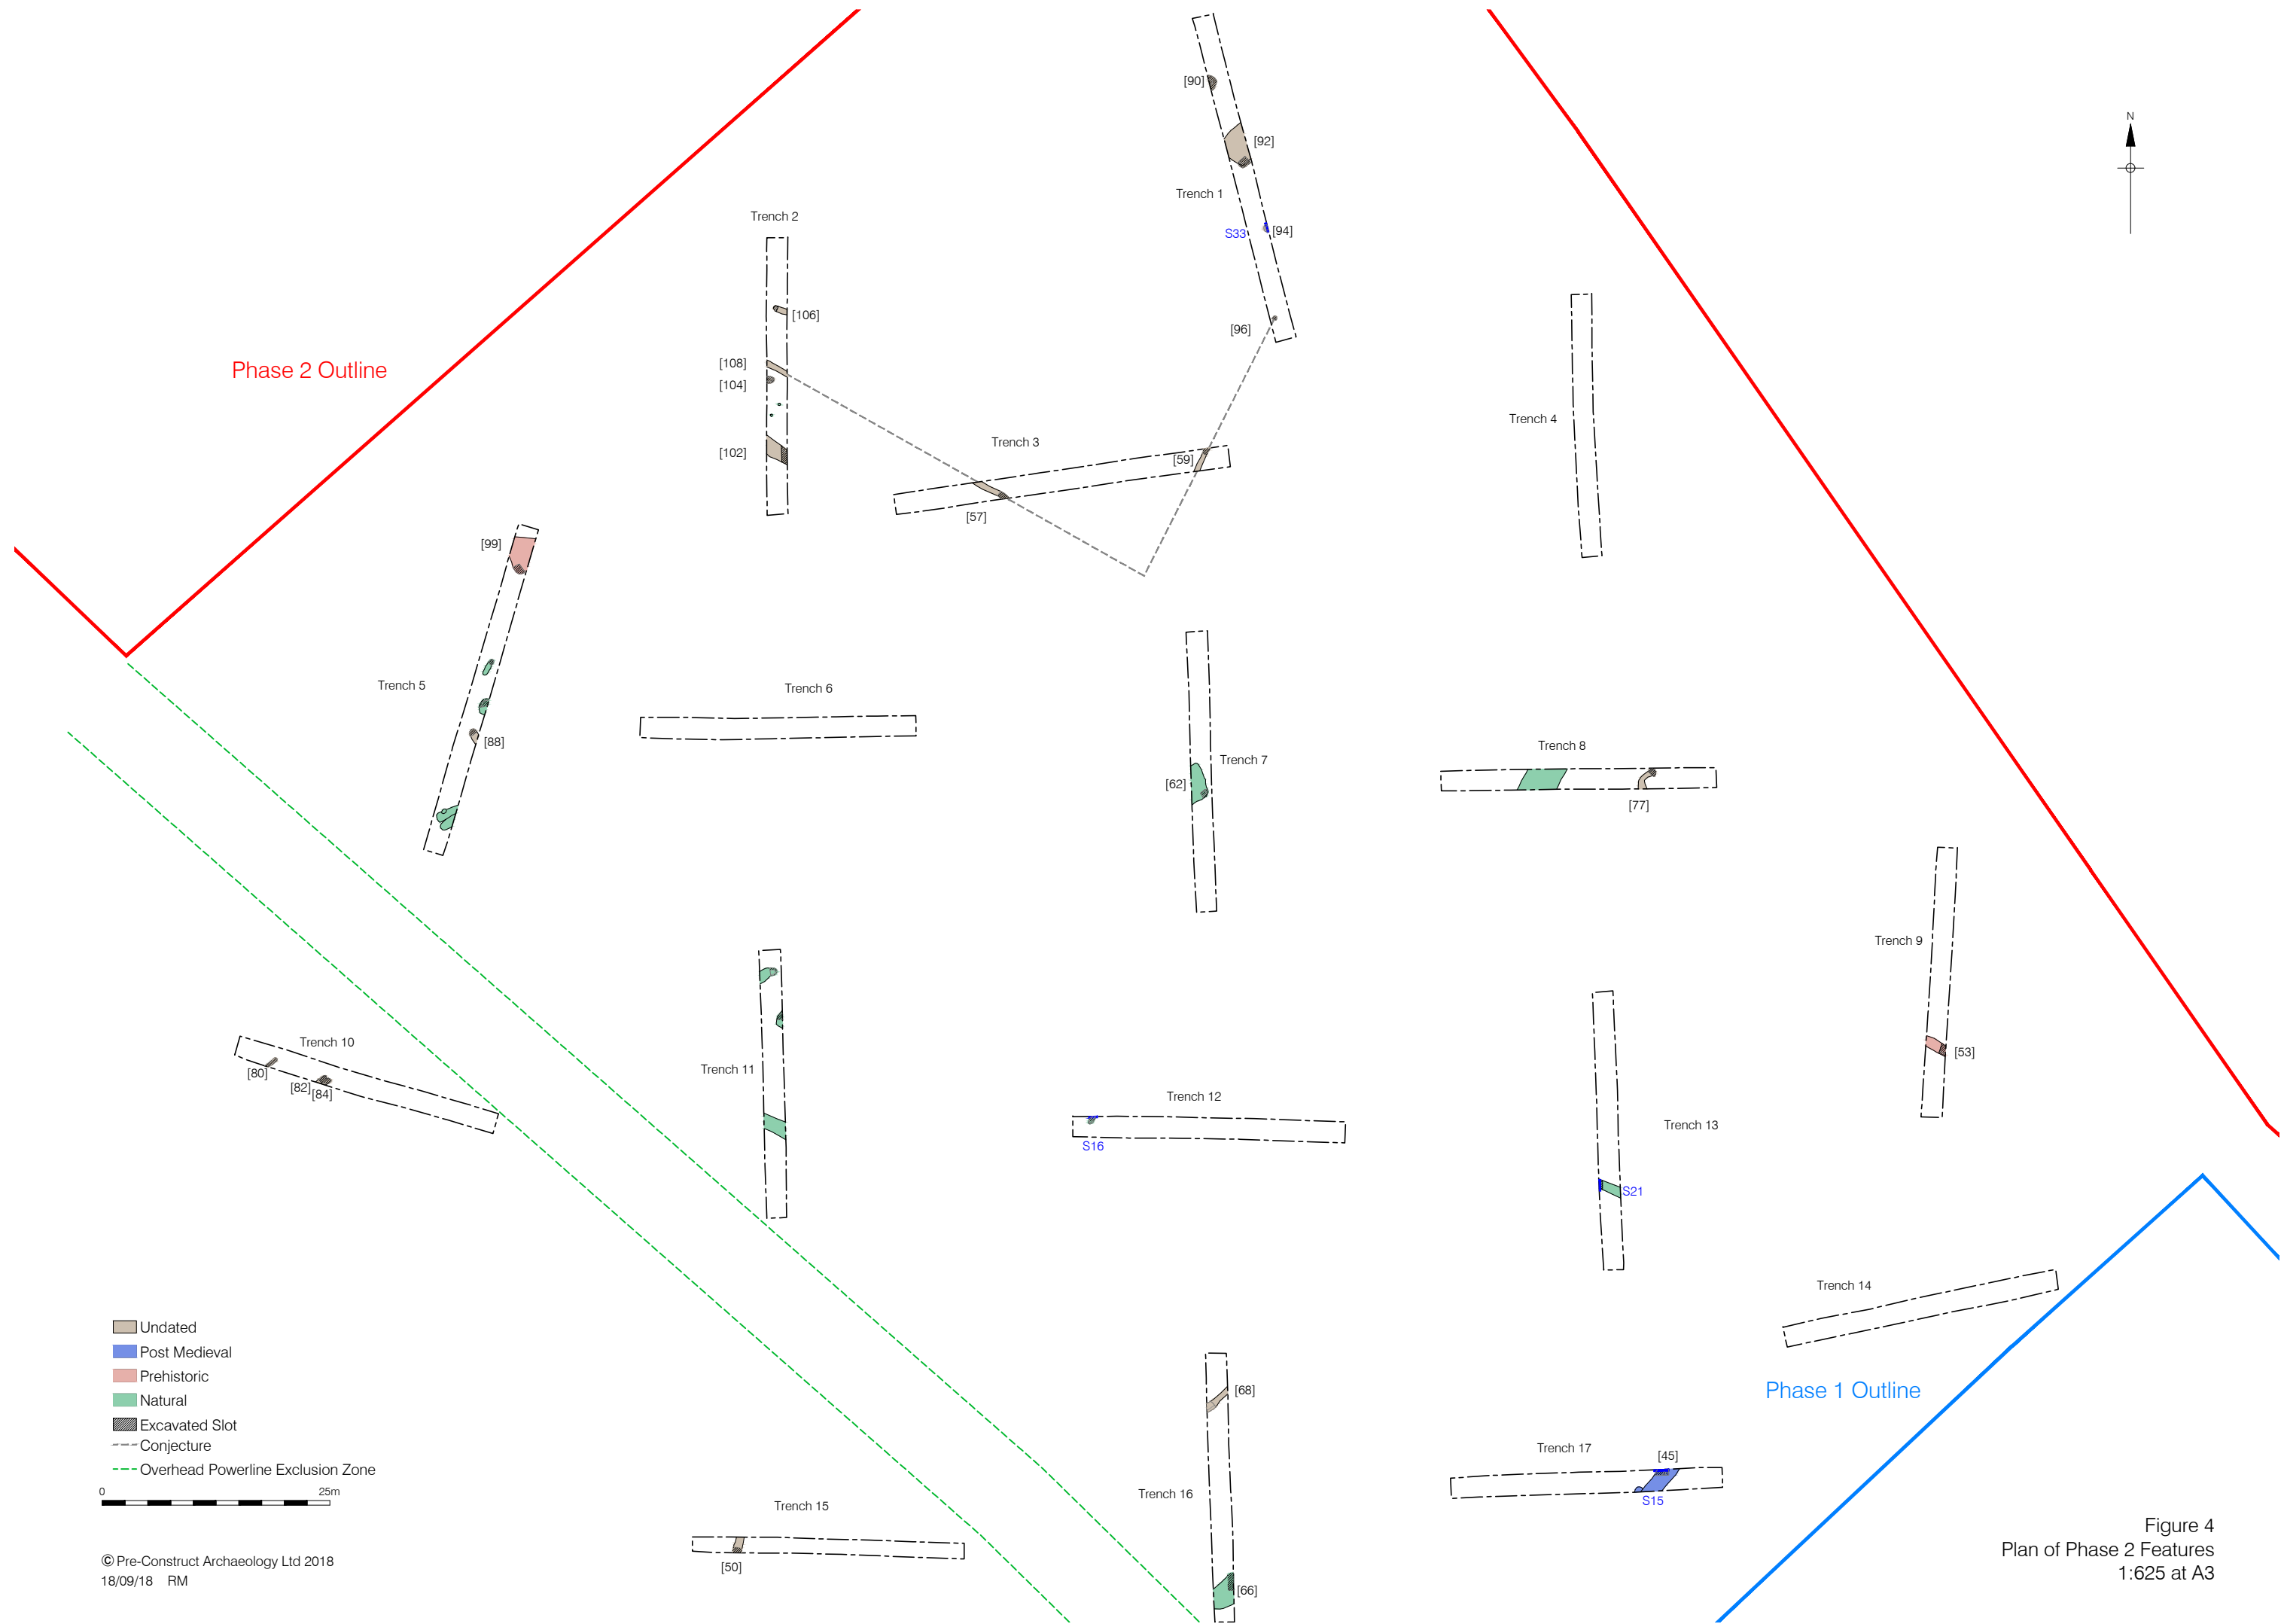 N
[90]
[92]
Trench 1
Trench 2
S33
[94]
[106]
[96]
[108]
Phase 2 Outline
[104]
Trench 4
Trench 3
[102]
[59]
[57]
[99]
Trench 5
Trench 6
[88]
Trench 7
Trench 8
[62]
[77]
Trench 9
Trench 10
[53]
Trench 11
[80]
[82]
[84]
Trench 12
Trench 13
S16
S21
Trench 14
Undated
Post Medieval
Prehistoric
Natural
Excavated Slot
Conjecture
Overhead Powerline Exclusion Zone
0
25m
[68]
Phase 1 Outline
Trench 17
[45]
Trench 16
S15
Trench 15
[50]
[66]
© Pre-Construct Archaeology Ltd 2018
18/09/18 RM
Figure 4
Plan of Phase 2 Features
1:625 at A3